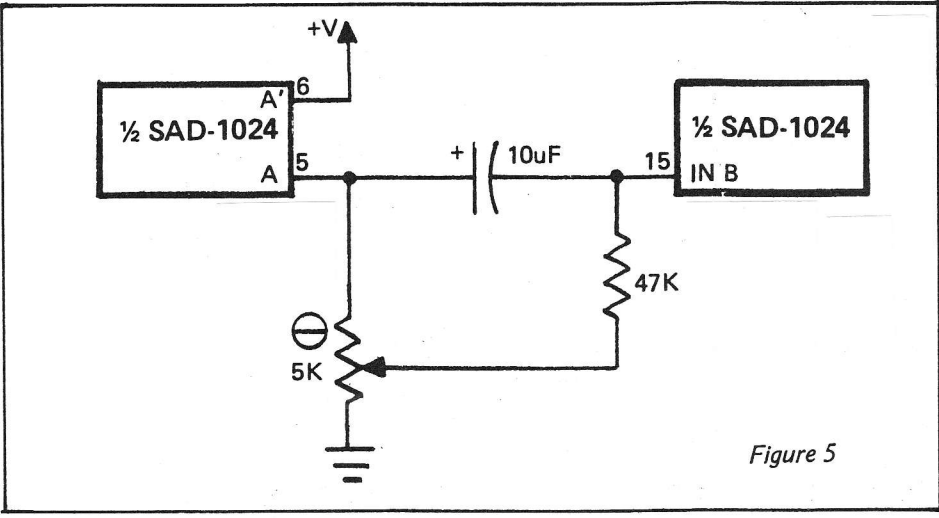 +V
6
A'
½ SAD-1024
5
A
+
10uF
15
½ SAD-1024
IN B
47K
5K
Figure 5